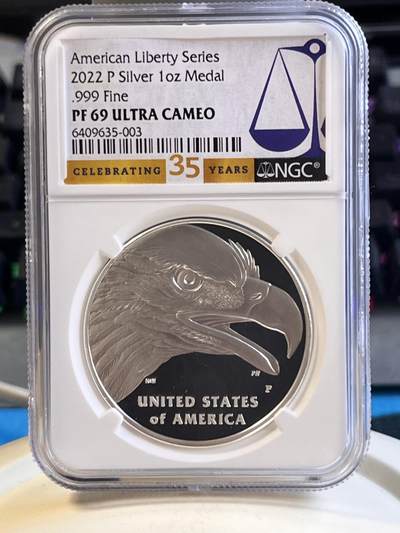 American Liberty Series
2022 P Silver 1oz Medal
.999 Fine
PF 69 ULTRA CAMEO
6409635-003
CELEBRATING 35 YEARS NGC®
P
UNITED STATES
of AMERICA